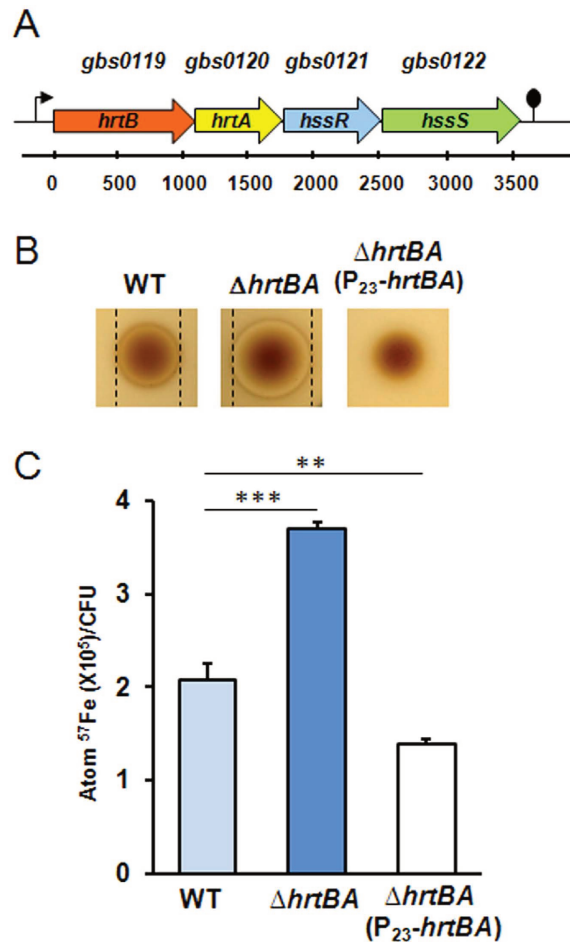 A
gbs0119 gbs0120 gbs0121 gbs0122
hrtB hrtA hssR hssS
0 500 1000 1500 2000 2500 3000 3500
B
WT ΔhrtBA ΔhrtBA
(P₂₃-hrtBA)
C
** 
***
4
3
2
1
0
Atom ⁵⁷Fe (X10⁵)/CFU
WT ΔhrtBA ΔhrtBA
(P₂₃-hrtBA)